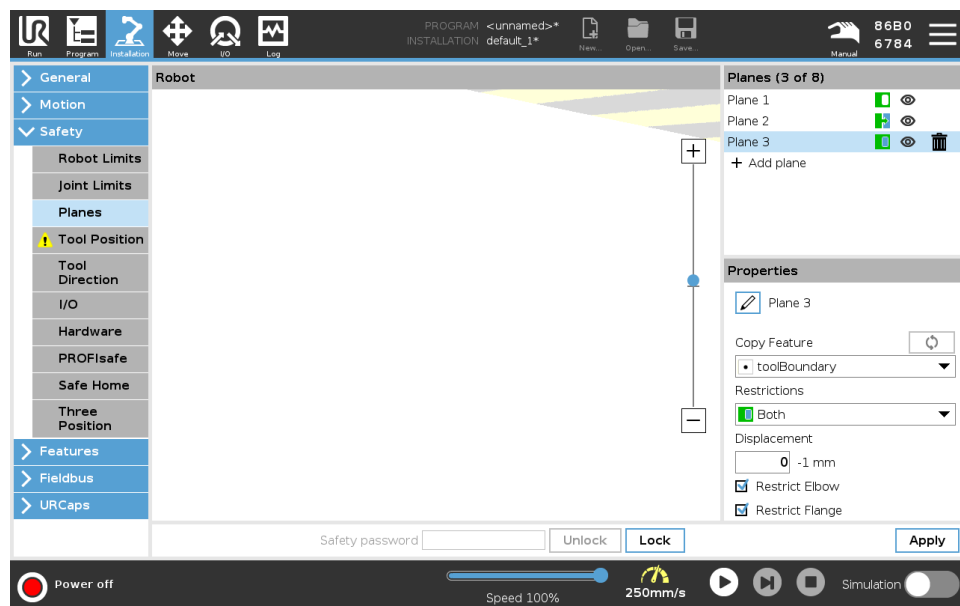 PROGRAM <unnamed>*
INSTALLATION default_1*
Run
Program
Installation
Move
I/O
Log
New...
Open...
Save...
Manual
86B0
6784
General
Motion
Safety
Robot Limits
Joint Limits
Planes
Tool Position
Tool
Direction
I/O
Hardware
PROFIsafe
Safe Home
Three
Position
Features
Fieldbus
URCaps
Robot
Planes (3 of 8)
Plane 1
Plane 2
Plane 3
+ Add plane
Properties
Plane 3
Copy Feature
toolBoundary
Restrictions
Both
Displacement
0 -1 mm
Restrict Elbow
Restrict Flange
Safety password
Unlock
Lock
Apply
Power off
Speed 100%
250mm/s
Simulation